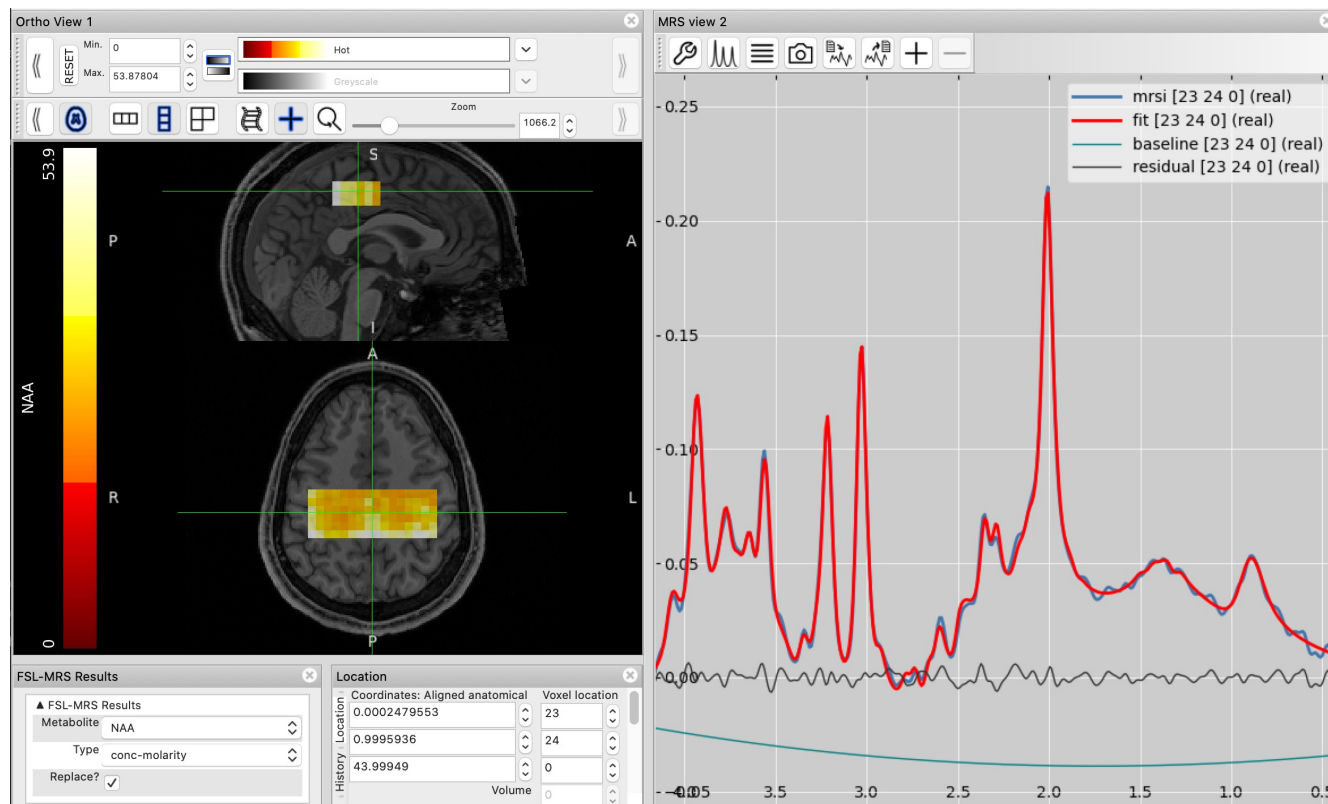 Ortho View 1
RESET
Min.
0
Max.
53.87804
Hot
Greyscale
Zoom
1066.2
53.9
NAA
0
S
P
A
I
A
R
L
P
FSL-MRS Results
▲ FSL-MRS Results
Metabolite
NAA
Type
conc-molarity
Replace?
Location
Location
History
Coordinates: Aligned anatomical
Voxel location
0.0002479553
23
0.9995936
24
43.99949
0
Volume
0
MRS view 2
mrsi [23 24 0] (real)
fit [23 24 0] (real)
baseline [23 24 0] (real)
residual [23 24 0] (real)
0.25
0.20
0.15
0.10
0.05
0.00
3.5
3.0
2.5
2.0
1.5
1.0